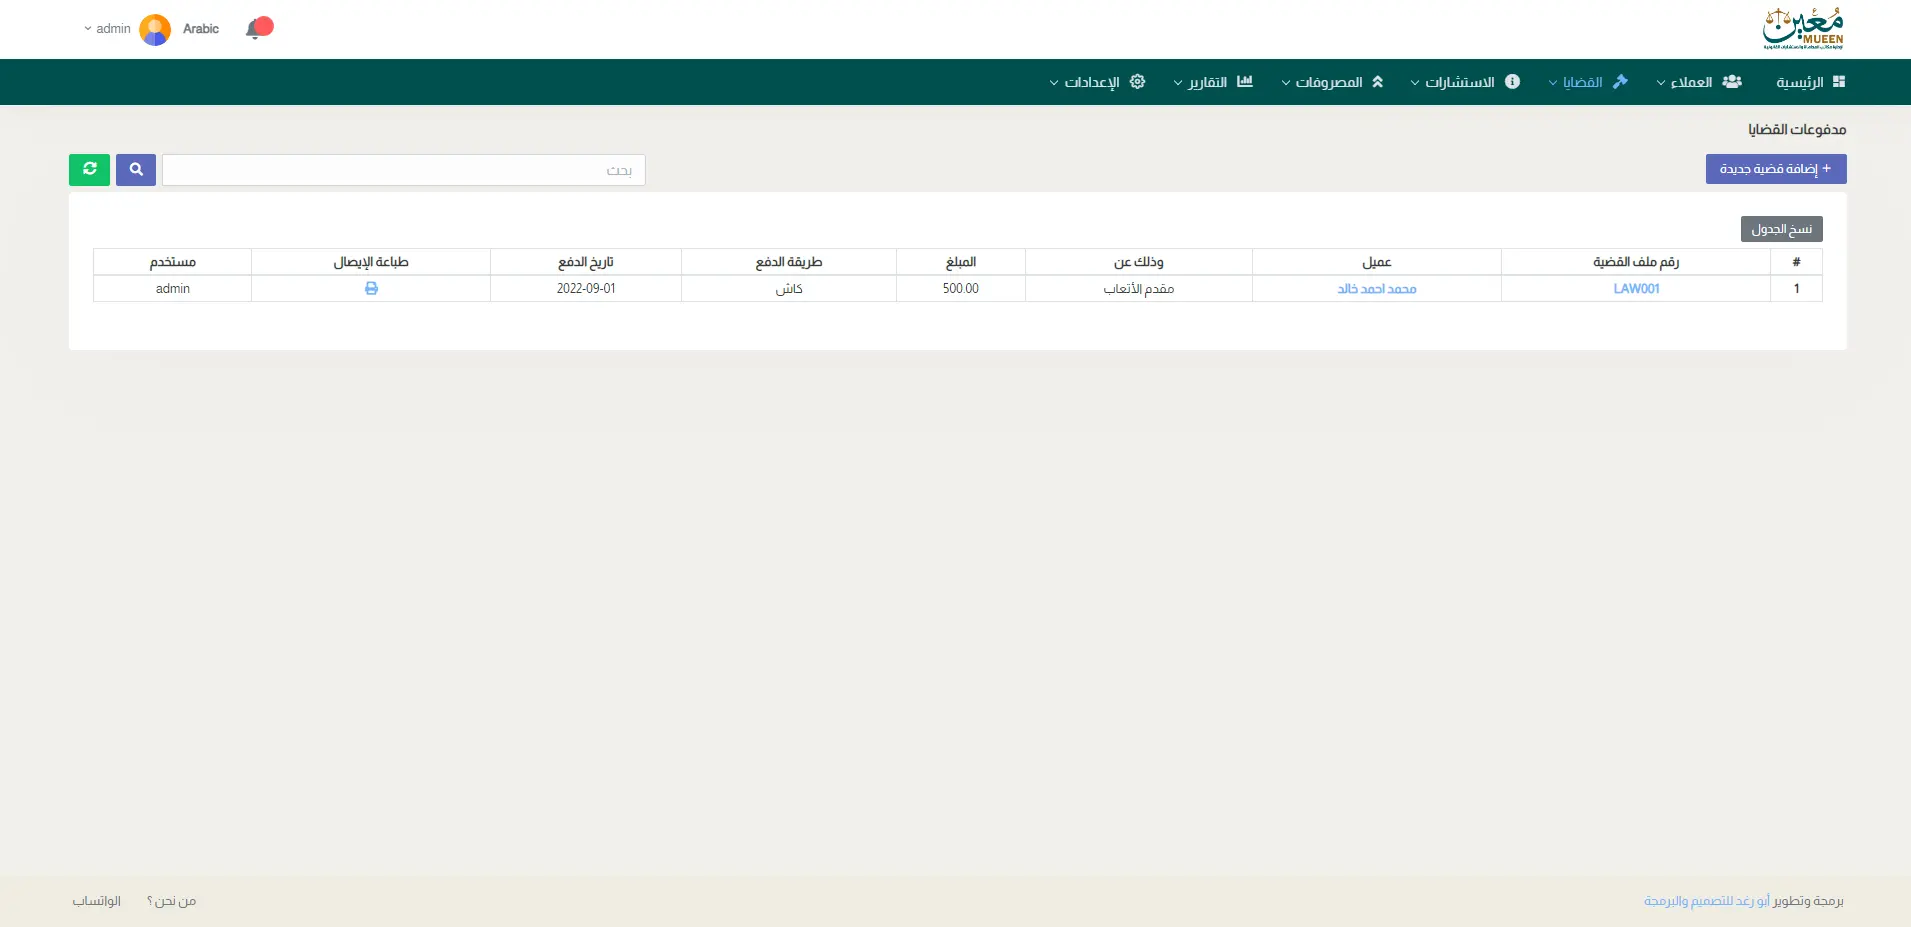 مُعين
MUEEN
Arabic
admin
الرئيسية
العملاء
القضايا
الاستشارات
المصروفات
التقارير
الإعدادات
مدفوعات القضايا
+ إضافة قضية جديدة
بحث
نسخ الجدول
# رقم ملف القضية عميل وذلك عن المبلغ طريقة الدفع تاريخ الدفع طباعة الإيصال مستخدم
1 LAW001 محمد احمد خالد مقدم الأتعاب 500.00 كاش 2022-09-01 admin
برمجة وتطوير أبو رغد للتصميم والبرمجة
من نحن ؟
الواتساب